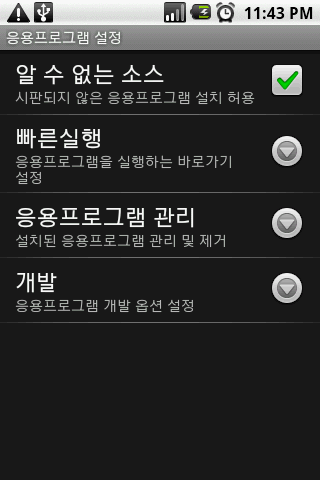 11:43 PM
응용프로그램 설정
알 수 없는 소스
시판되지 않은 응용프로그램 설치 허용
빠른실행
응용프로그램을 실행하는 바로가기
설정
응용프로그램 관리
설치된 응용프로그램 관리 및 제거
개발
응용프로그램 개발 옵션 설정